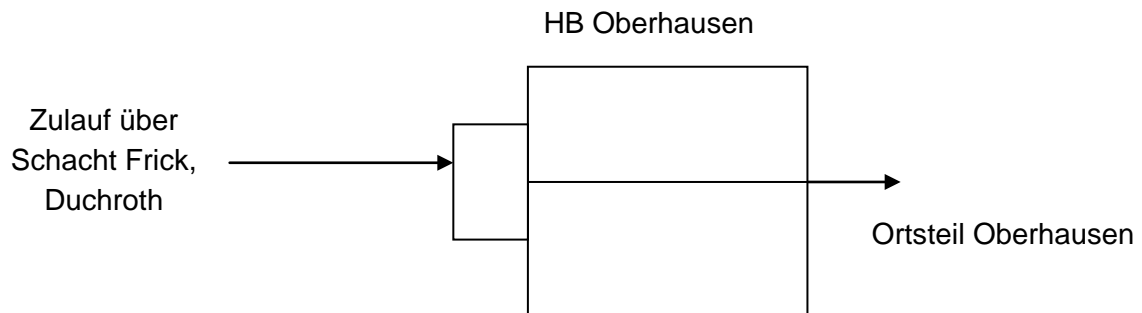 HB Oberhausen
Zulauf über
Schacht Frick,
Duchroth
Ortsteil Oberhausen